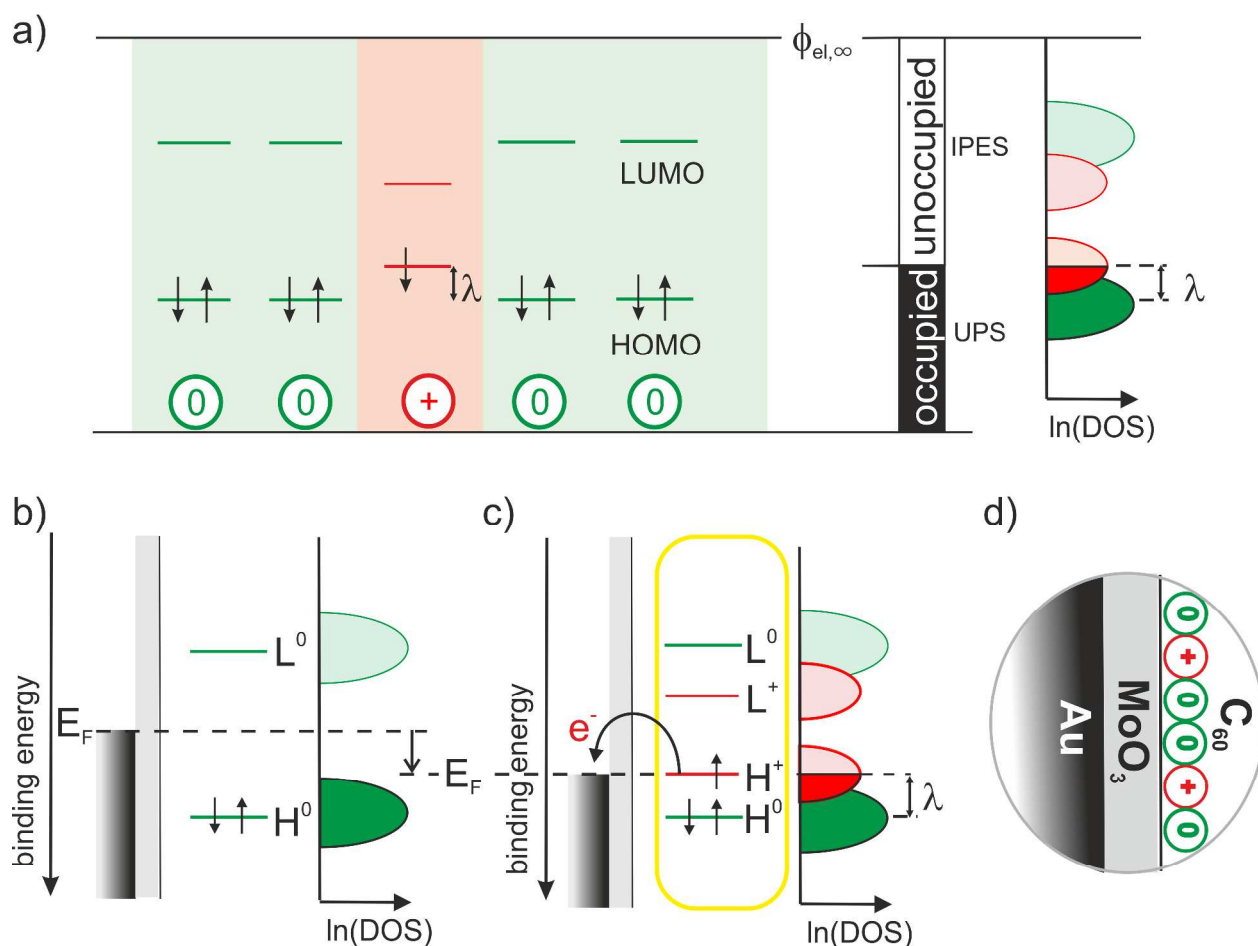 a)
ϕel,∞
unoccupied
occupied
IPES
UPS
LUMO
HOMO
λ
λ
0
0
+
0
0
ln(DOS)
b)
binding energy
EF
L0
H0
ln(DOS)
c)
binding energy
EF
e-
L0
L+
H+
H0
λ
ln(DOS)
d)
Au
MoO3
C60
0
+
0
0
+
0